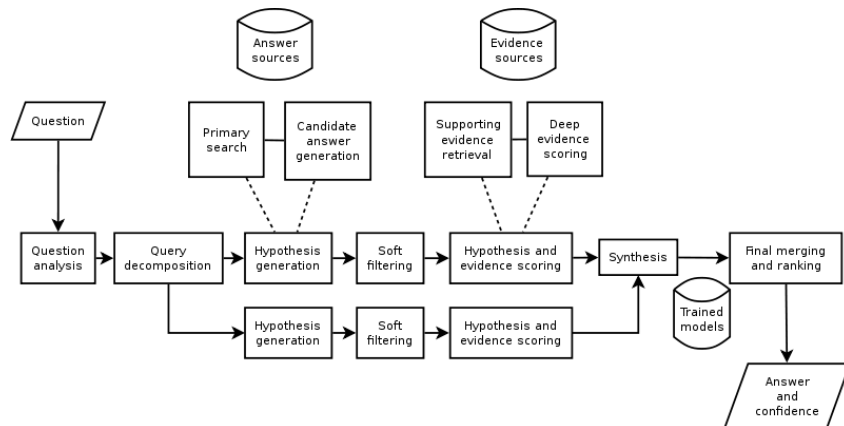 Answer
sources
Evidence
sources
Question
Primary
search
Candidate
answer
generation
Supporting
evidence
retrieval
Deep
evidence
scoring
Question
analysis
Query
decomposition
Hypothesis
generation
Soft
filtering
Hypothesis and
evidence scoring
Synthesis
Final merging
and ranking
Hypothesis
generation
Soft
filtering
Hypothesis and
evidence scoring
Trained
models
Answer
and
confidence